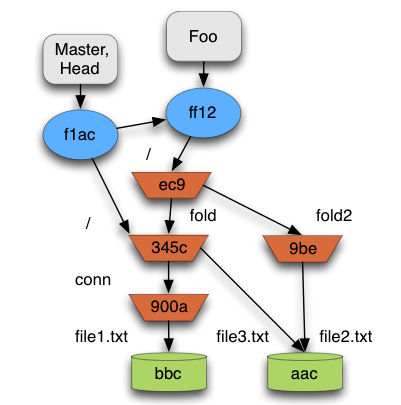 Foo
Master,
Head
ff12
f1ac
/
ec9
fold
fold2
/
345c
9be
conn
900a
file1.txt
file3.txt
file2.txt
bbc
aac